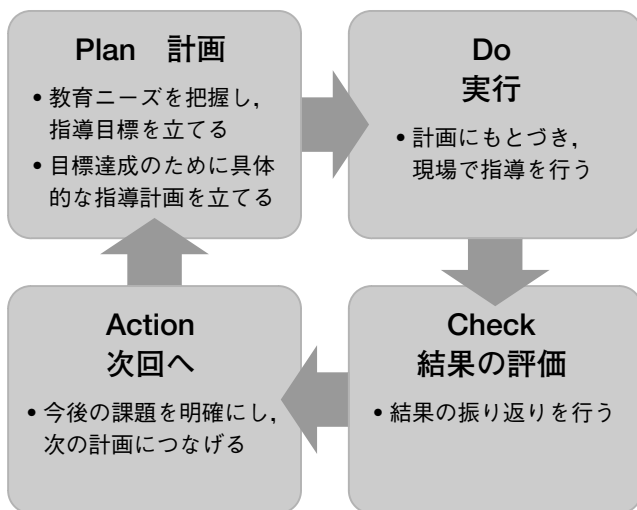 Plan　計画
• 教育ニーズを把握し，
指導目標を立てる
• 目標達成のために具体
的な指導計画を立てる
Do
実行
• 計画にもとづき，
現場で指導を行う
Check
結果の評価
• 結果の振り返りを行う
Action
次回へ
• 今後の課題を明確にし，
次の計画につなげる